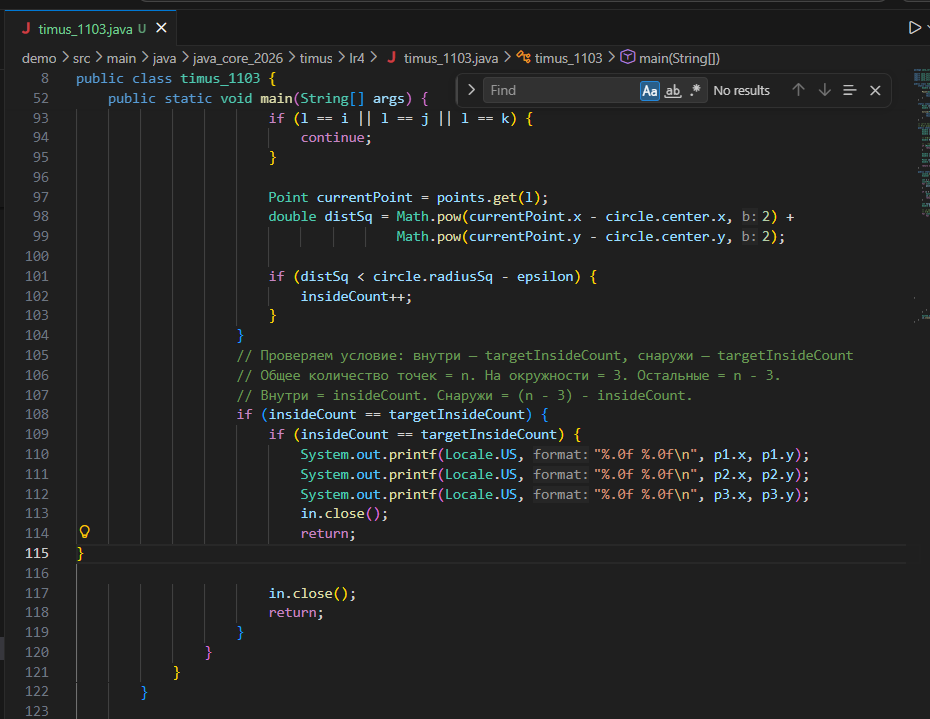 timus_1103.java U
demo > src > main > java > java_core_2026 > timus > lr4 > timus_1103.java > timus_1103 > main(String[])
Find Aa ab .* No results
8 public class timus_1103 {
52 public static void main(String[] args) {
93 if (l == i || l == j || l == k) {
94 continue;
95 }
96
97 Point currentPoint = points.get(l);
98 double distSq = Math.pow(currentPoint.x - circle.center.x, b: 2) +
99 Math.pow(currentPoint.y - circle.center.y, b: 2);
100
101 if (distSq < circle.radiusSq - epsilon) {
102 insideCount++;
103 }
104 }
105 // Проверяем условие: внутри — targetInsideCount, снаружи — targetInsideCount
106 // Общее количество точек = n. На окружности = 3. Остальные = n - 3.
107 // Внутри = insideCount. Снаружи = (n - 3) - insideCount.
108 if (insideCount == targetInsideCount) {
109 if (insideCount == targetInsideCount) {
110 System.out.printf(Locale.US, format: "%.0f %.0f\n", p1.x, p1.y);
111 System.out.printf(Locale.US, format: "%.0f %.0f\n", p2.x, p2.y);
112 System.out.printf(Locale.US, format: "%.0f %.0f\n", p3.x, p3.y);
113 in.close();
114 return;
115 }
116
117 in.close();
118 return;
119 }
120 }
121 }
122 }
123